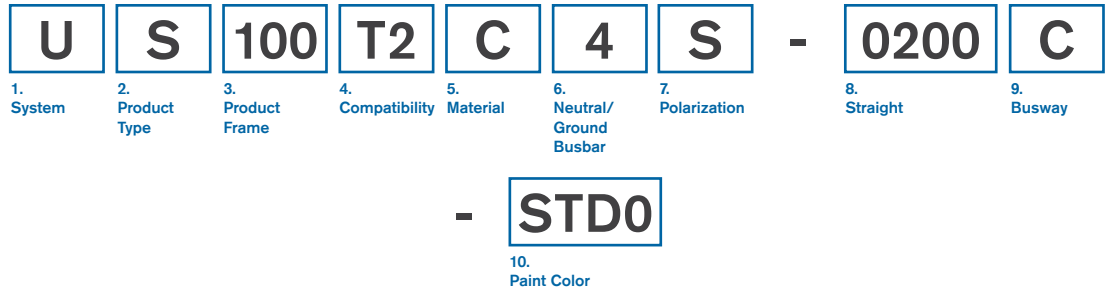 U S 100 T2 C 4 S - 0200 C
1. System
2. Product Type
3. Product Frame
4. Compatibility
5. Material
6. Neutral/ Ground Busbar
7. Polarization
8. Straight
9. Busway
- STD0
10. Paint Color